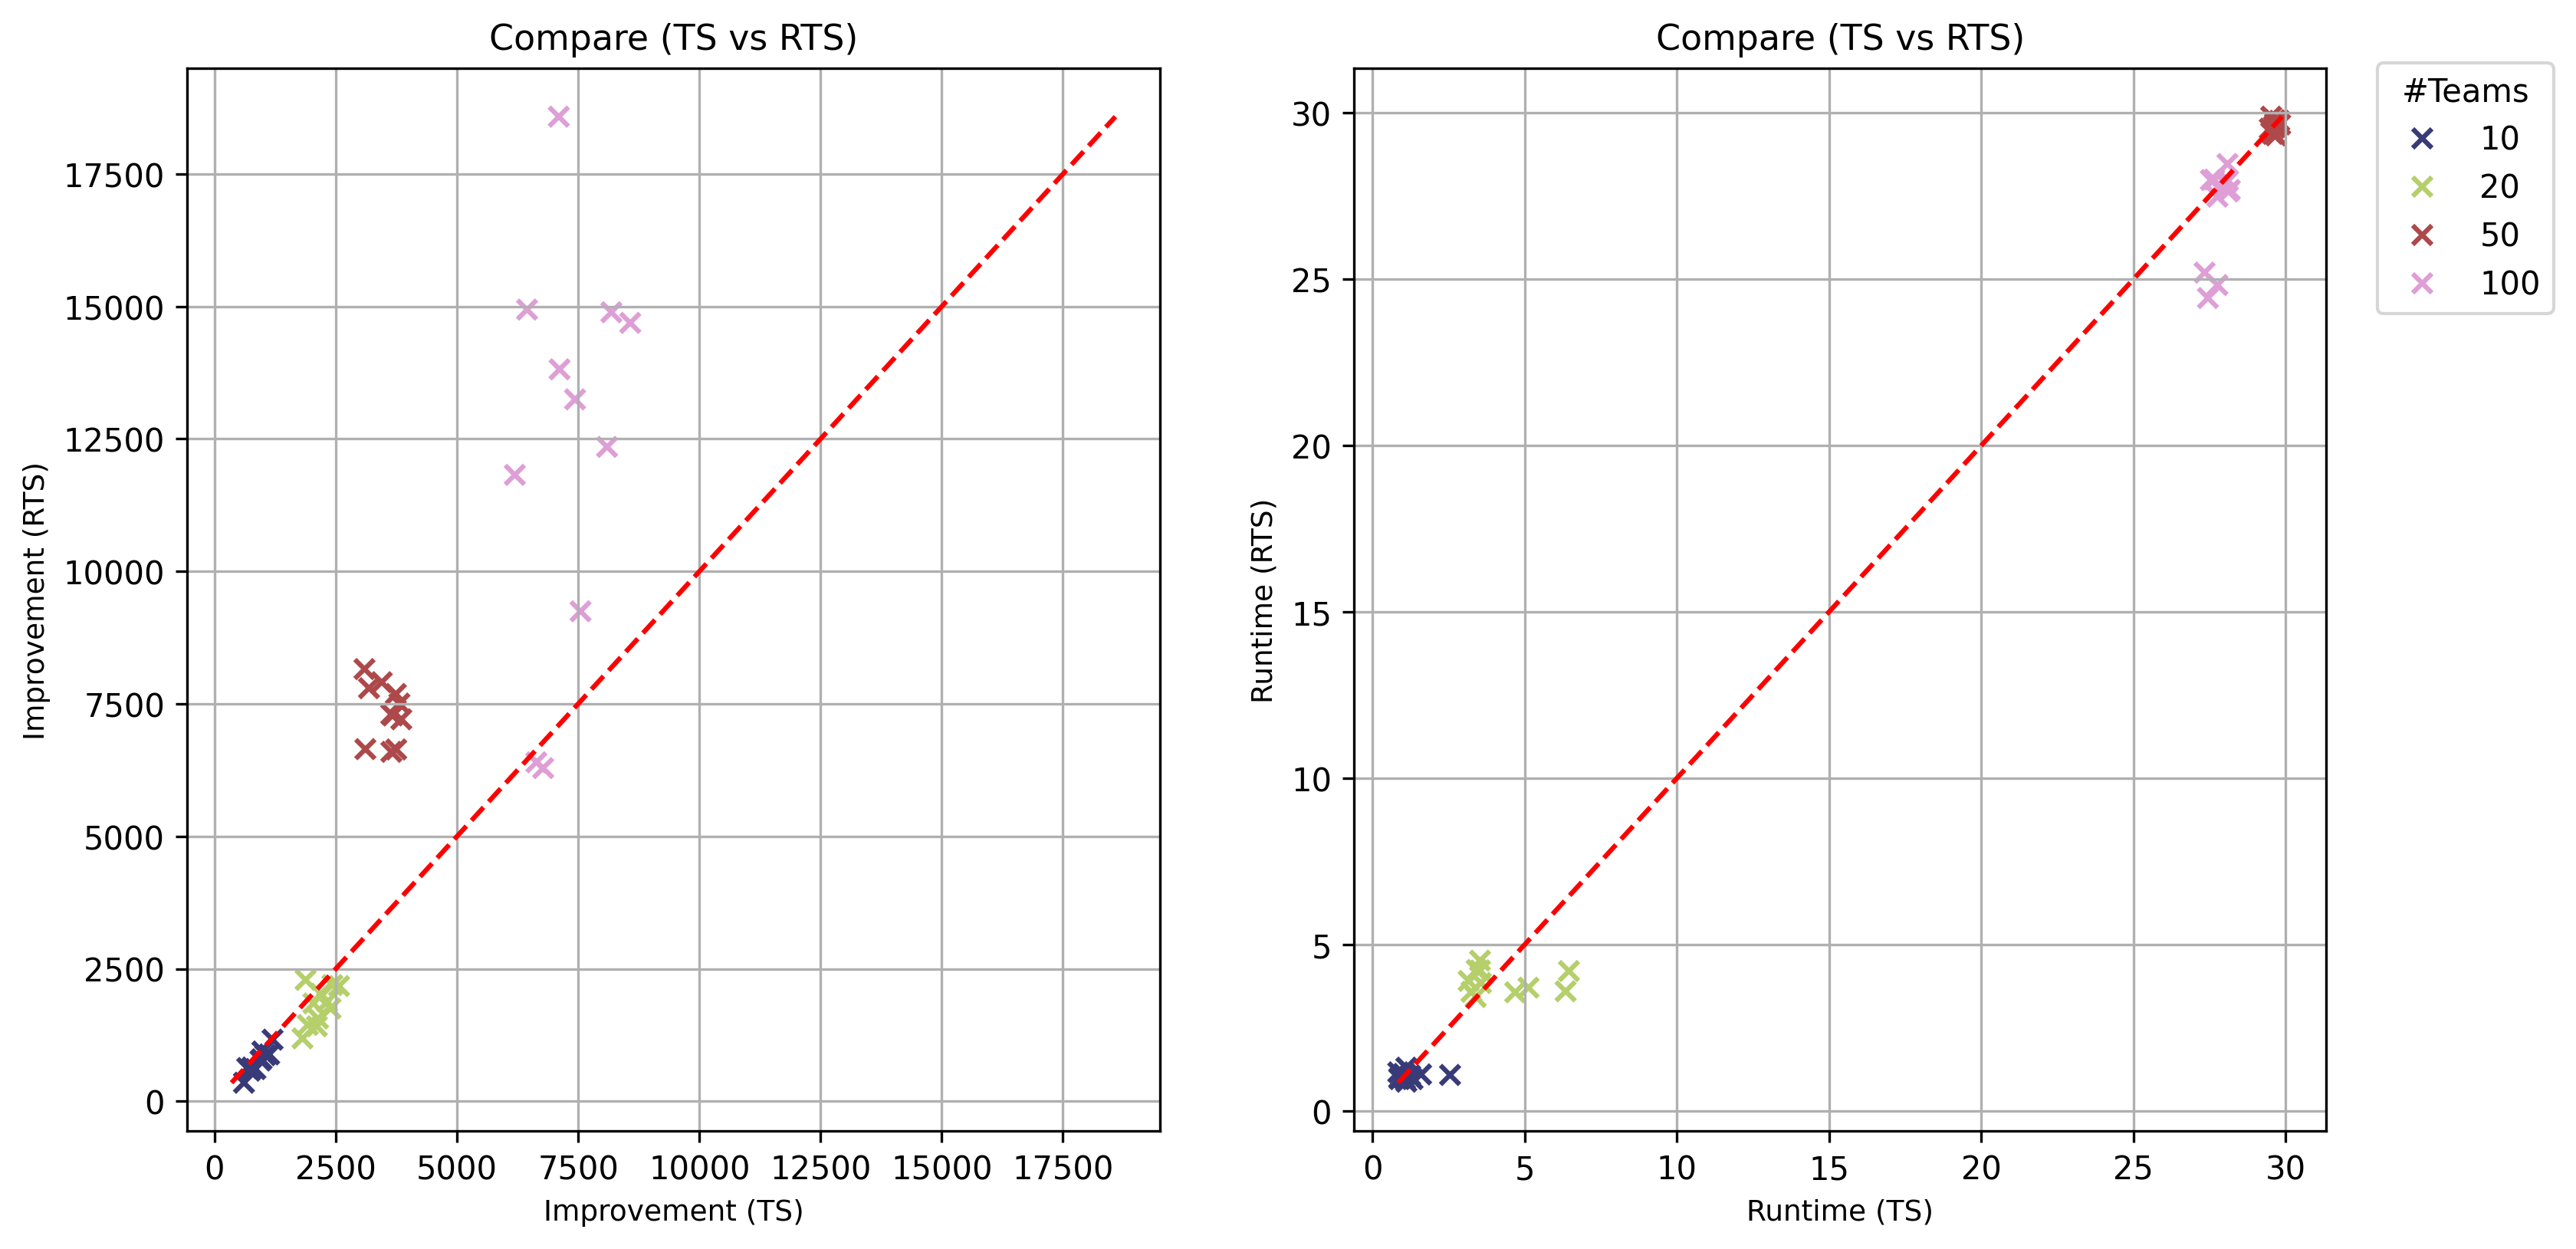 Compare (TS vs RTS)
17500
15000
12500
10000
7500
5000
2500
0
Improvement (RTS)
0 2500 5000 7500 10000 12500 15000 17500
Improvement (TS)
Compare (TS vs RTS)
30
25
20
15
10
5
0
Runtime (RTS)
0 5 10 15 20 25 30
Runtime (TS)
#Teams
10
20
50
100